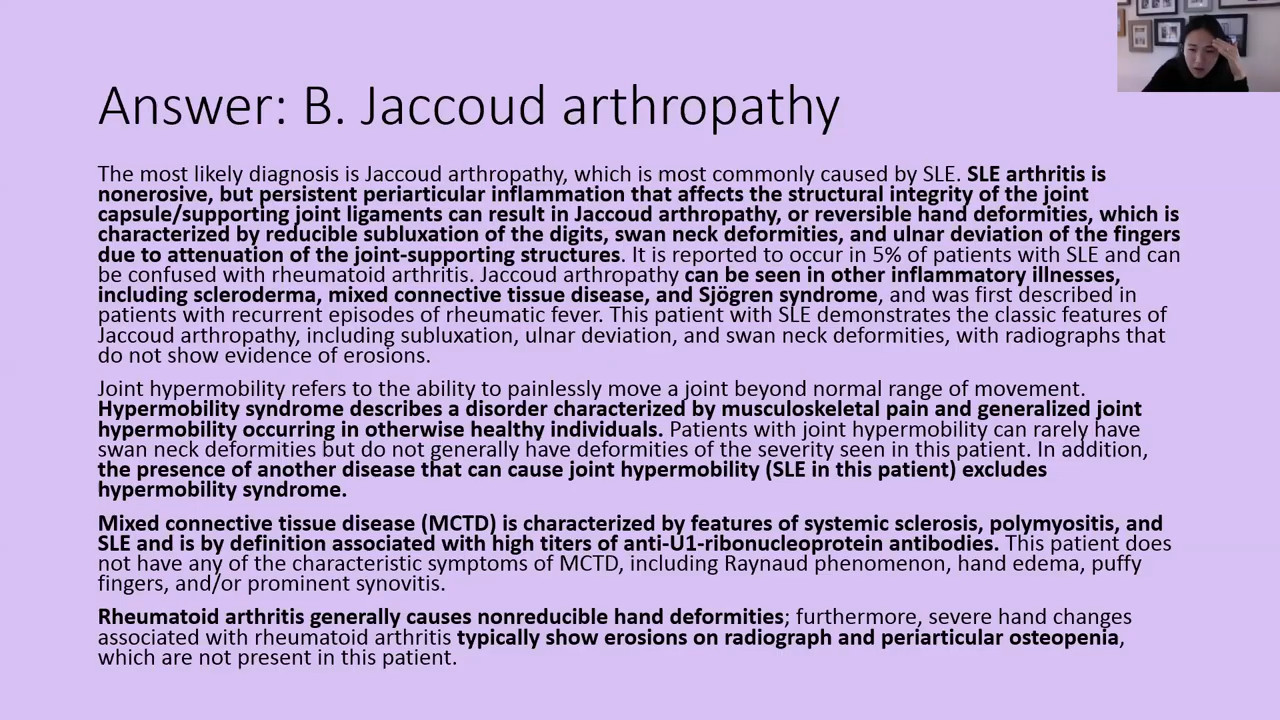 Answer: B. Jaccoud arthropathy
The most likely diagnosis is Jaccoud arthropathy, which is most commonly caused by SLE. SLE arthritis is
nonerosive, but persistent periarticular inflammation that affects the structural integrity of the joint
capsule/supporting joint ligaments can result in Jaccoud arthropathy, or reversible hand deformities, which is
characterized by reducible subluxation of the digits, swan neck deformities, and ulnar deviation of the fingers
due to attenuation of the joint-supporting structures. It is reported to occur in 5% of patients with SLE and can
be confused with rheumatoid arthritis. Jaccoud arthropathy can be seen in other inflammatory illnesses,
including scleroderma, mixed connective tissue disease, and Sjögren syndrome, and was first described in
patients with recurrent episodes of rheumatic fever. This patient with SLE demonstrates the classic features of
Jaccoud arthropathy, including subluxation, ulnar deviation, and swan neck deformities, with radiographs that
do not show evidence of erosions.
Joint hypermobility refers to the ability to painlessly move a joint beyond normal range of movement.
Hypermobility syndrome describes a disorder characterized by musculoskeletal pain and generalized joint
hypermobility occurring in otherwise healthy individuals. Patients with joint hypermobility can rarely have
swan neck deformities but do not generally have deformities of the severity seen in this patient. In addition,
the presence of another disease that can cause joint hypermobility (SLE in this patient) excludes
hypermobility syndrome.
Mixed connective tissue disease (MCTD) is characterized by features of systemic sclerosis, polymyositis, and
SLE and is by definition associated with high titers of anti-U1-ribonucleoprotein antibodies. This patient does
not have any of the characteristic symptoms of MCTD, including Raynaud phenomenon, hand edema, puffy
fingers, and/or prominent synovitis.
Rheumatoid arthritis generally causes nonreducible hand deformities; furthermore, severe hand changes
associated with rheumatoid arthritis typically show erosions on radiograph and periarticular osteopenia,
which are not present in this patient.